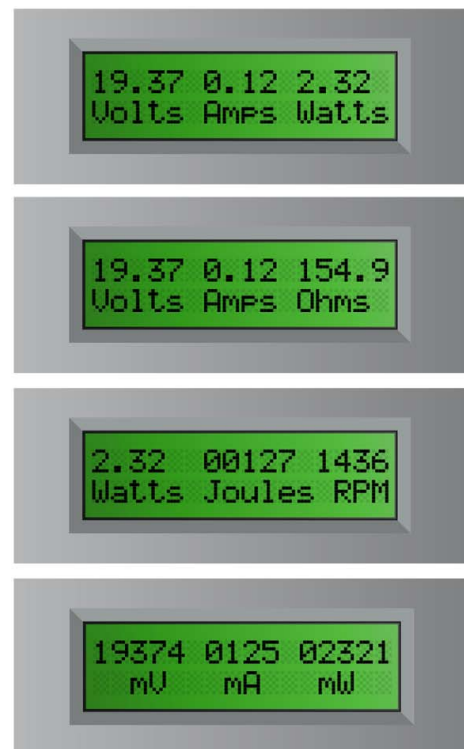 19.37 0.12 2.32
Volts Amps Watts
19.37 0.12 154.9
Volts Amps Ohms
2.32 00127 1436
Watts Joules RPM
19374 0125 02321
mV mA mW